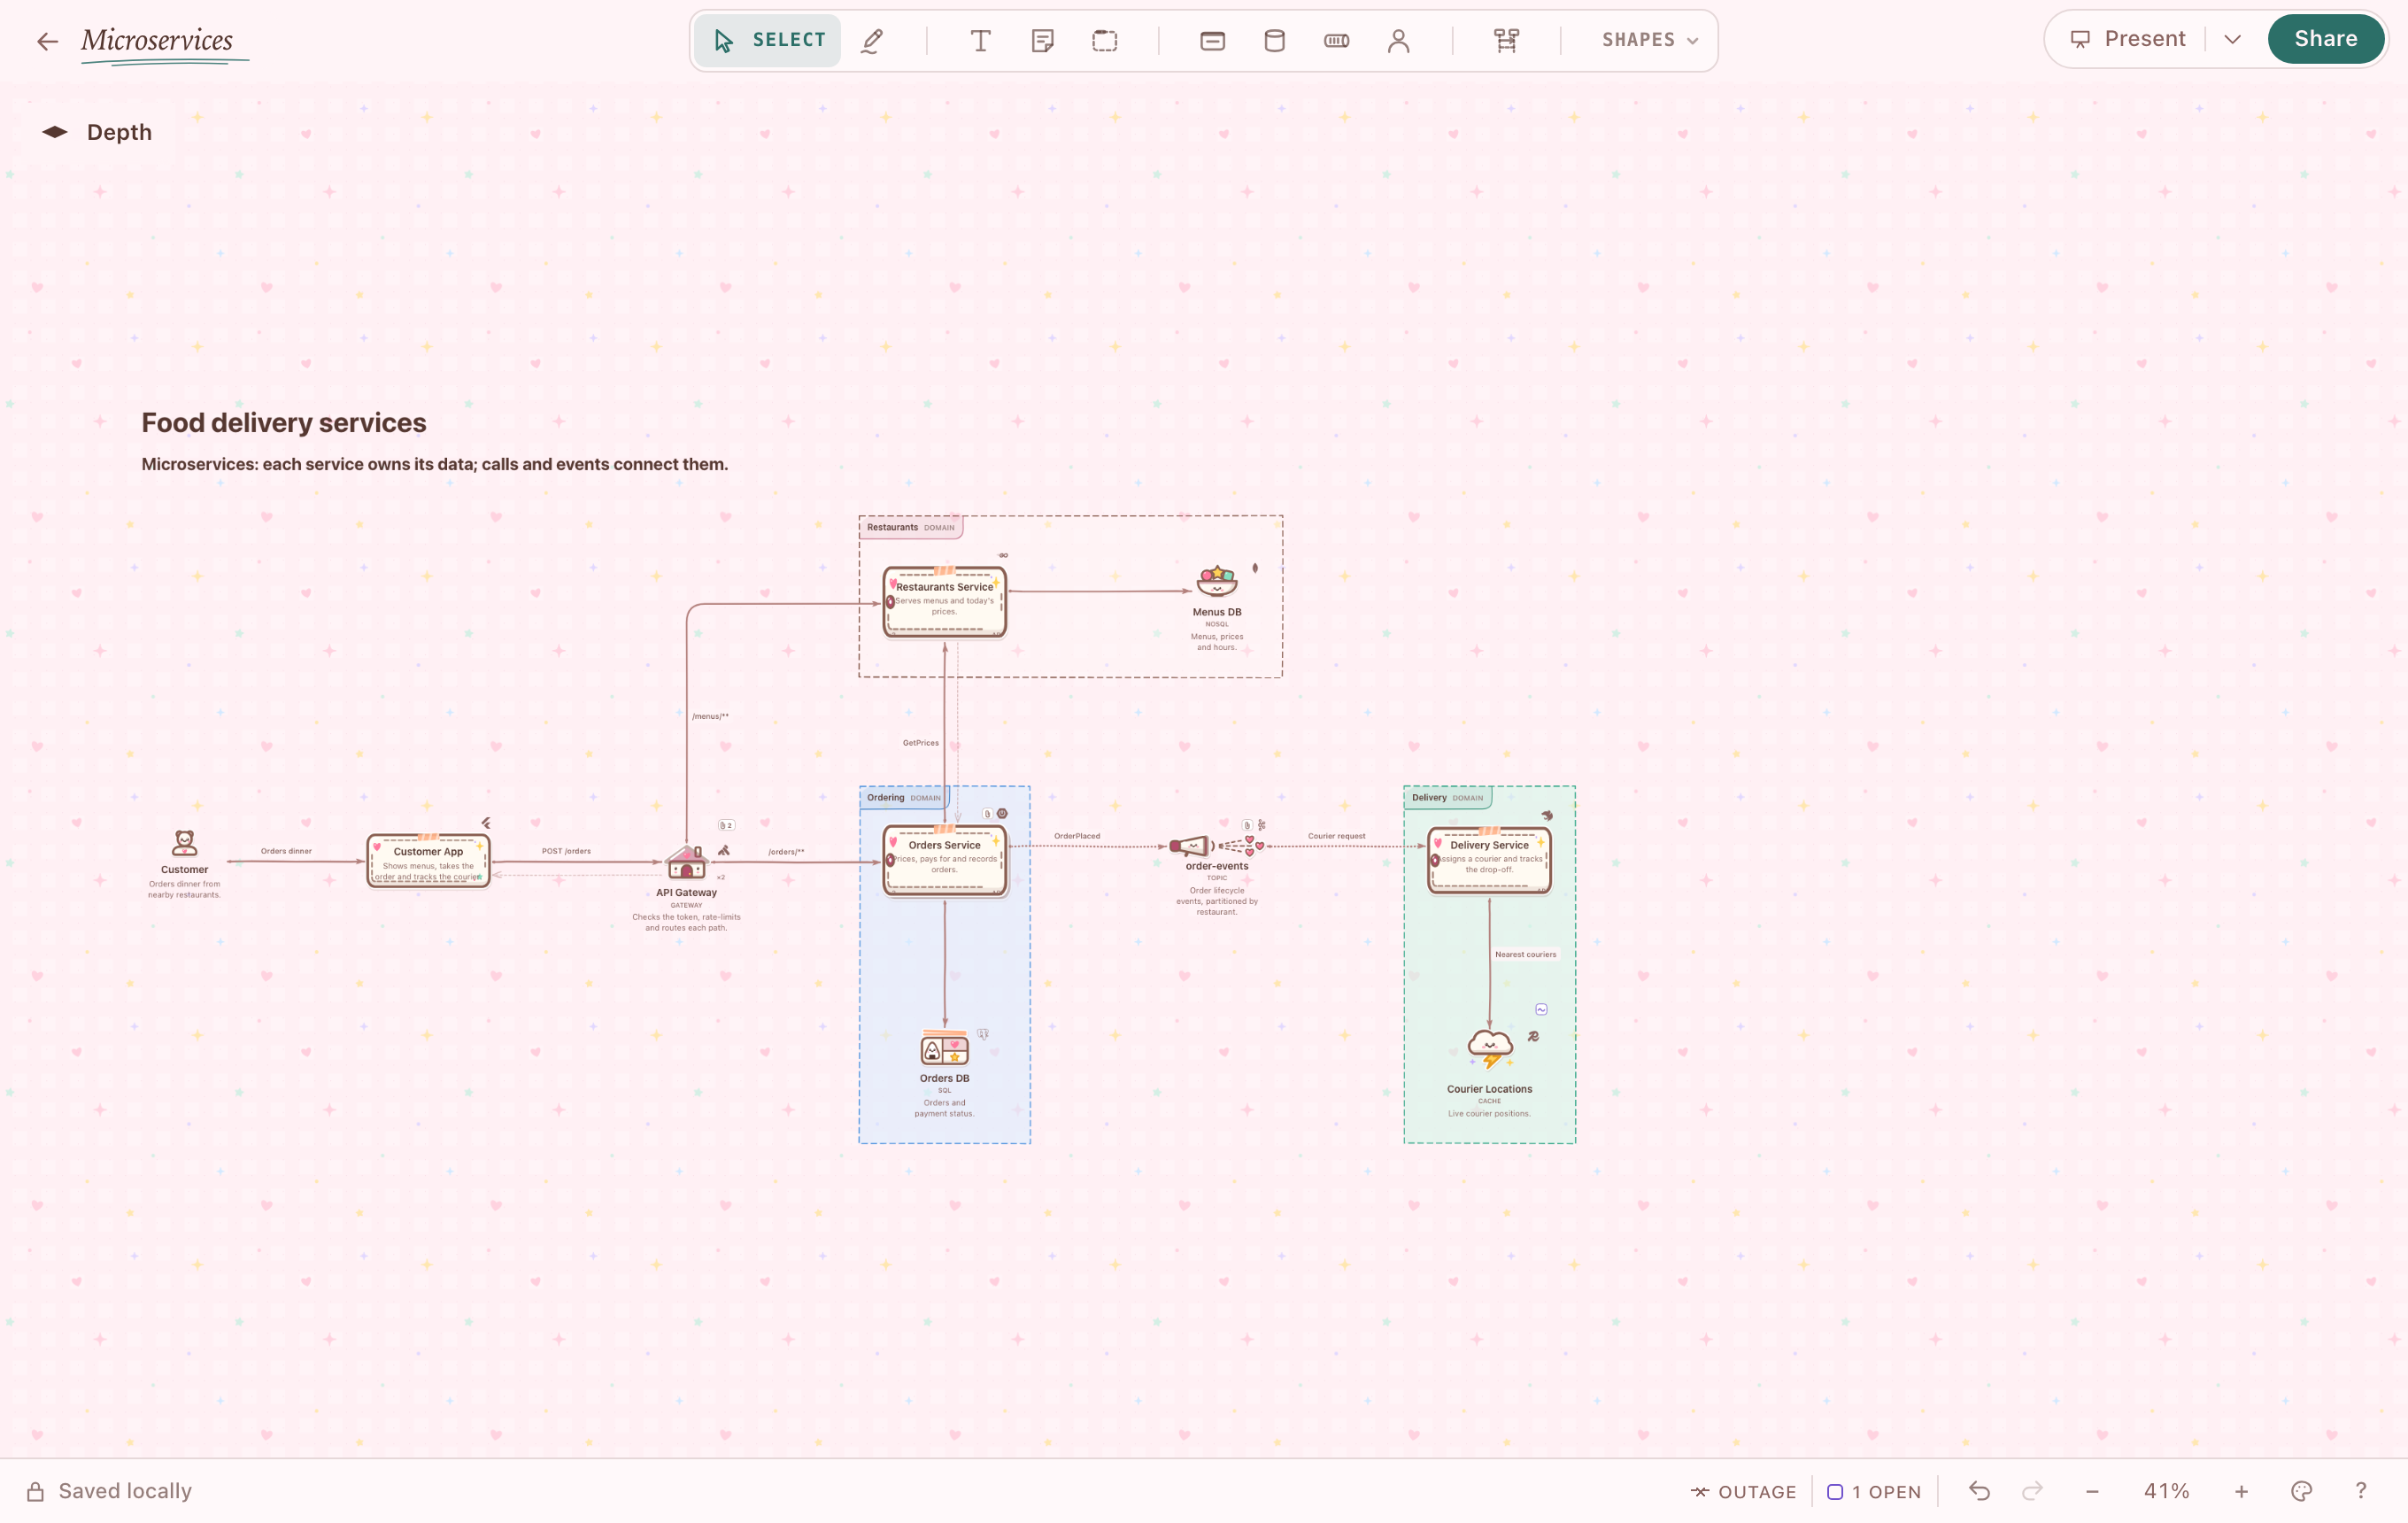 Microservices
SELECT
SHAPES
Present
Share
Depth
Food delivery services
Microservices: each service owns its data; calls and events connect them.
Restaurants DOMAIN
Restaurants Service
Serves menus and today's
prices.
Menus DB
NOSQL
Menus, prices
and hours.
/menus/**
GetPrices
Ordering DOMAIN
Delivery DOMAIN
Customer
Orders dinner from
nearby restaurants.
Orders dinner
Customer App
Shows menus, takes the
order and tracks the courier.
POST /orders
2
×2
API Gateway
GATEWAY
Checks the token, rate-limits
and routes each path.
/orders/**
Orders Service
Prices, pays for and records
orders.
OrderPlaced
order-events
TOPIC
Order lifecycle
events, partitioned by
restaurant.
Courier request
Delivery Service
Assigns a courier and tracks
the drop-off.
Nearest couriers
Orders DB
SQL
Orders and
payment status.
Courier Locations
CACHE
Live courier positions.
Saved locally
OUTAGE
1 OPEN
41%
?